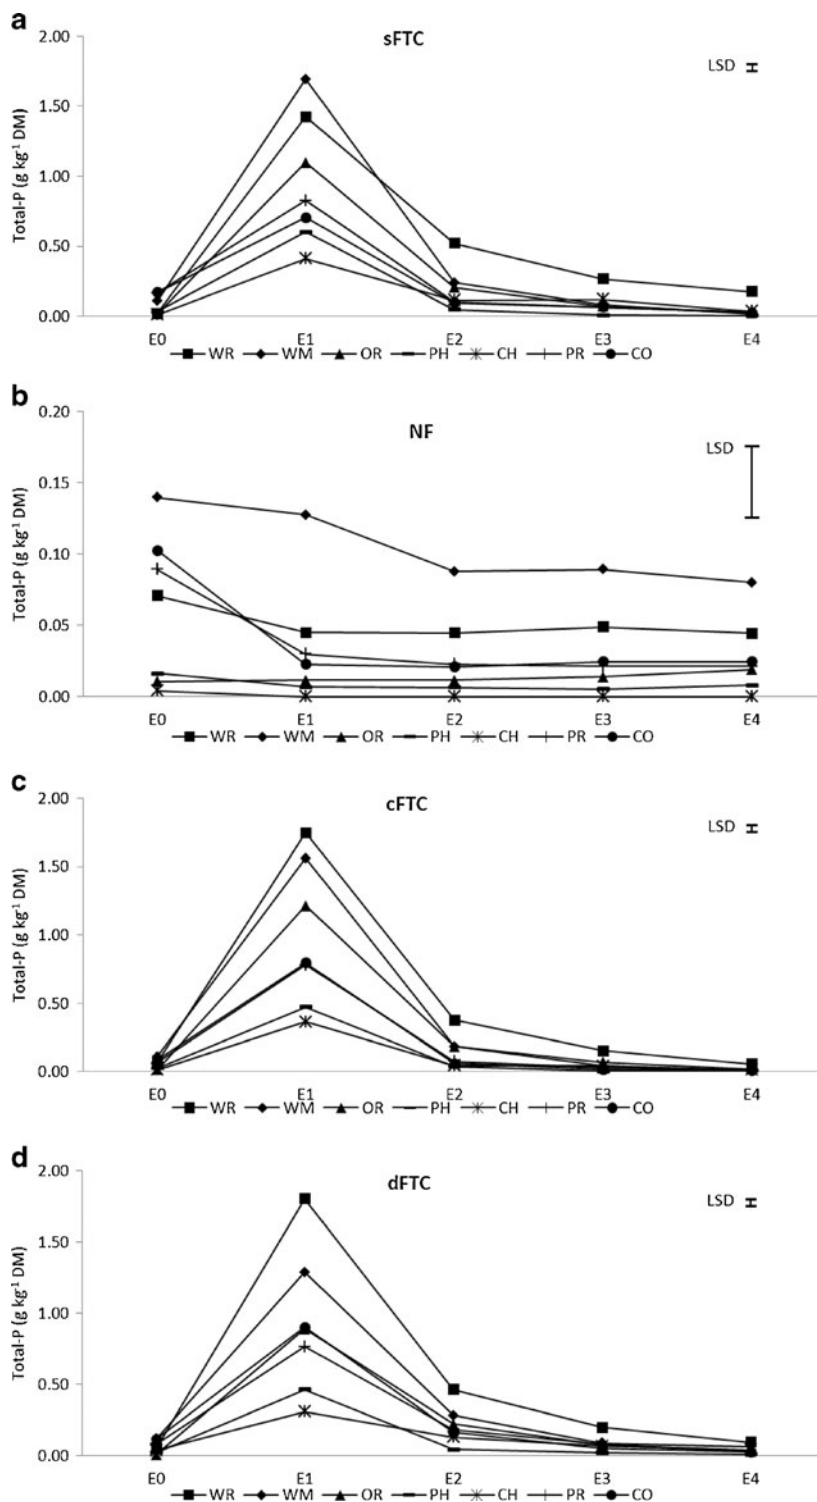 a
sFTC
LSD
Total-P (g kg-1 DM)
2.00
1.50
1.00
0.50
0.00
E0 E1 E2 E3 E4
WR WM OR PH CH PR CO
b
NF
LSD
Total-P (g kg-1 DM)
0.20
0.15
0.10
0.05
0.00
E0 E1 E2 E3 E4
WR WM OR PH CH PR CO
c
cFTC
LSD
Total-P (g kg-1 DM)
2.00
1.50
1.00
0.50
0.00
E0 E1 E2 E3 E4
WR WM OR PH CH PR CO
d
dFTC
LSD
Total-P (g kg-1 DM)
2.00
1.50
1.00
0.50
0.00
E0 E1 E2 E3 E4
WR WM OR PH CH PR CO